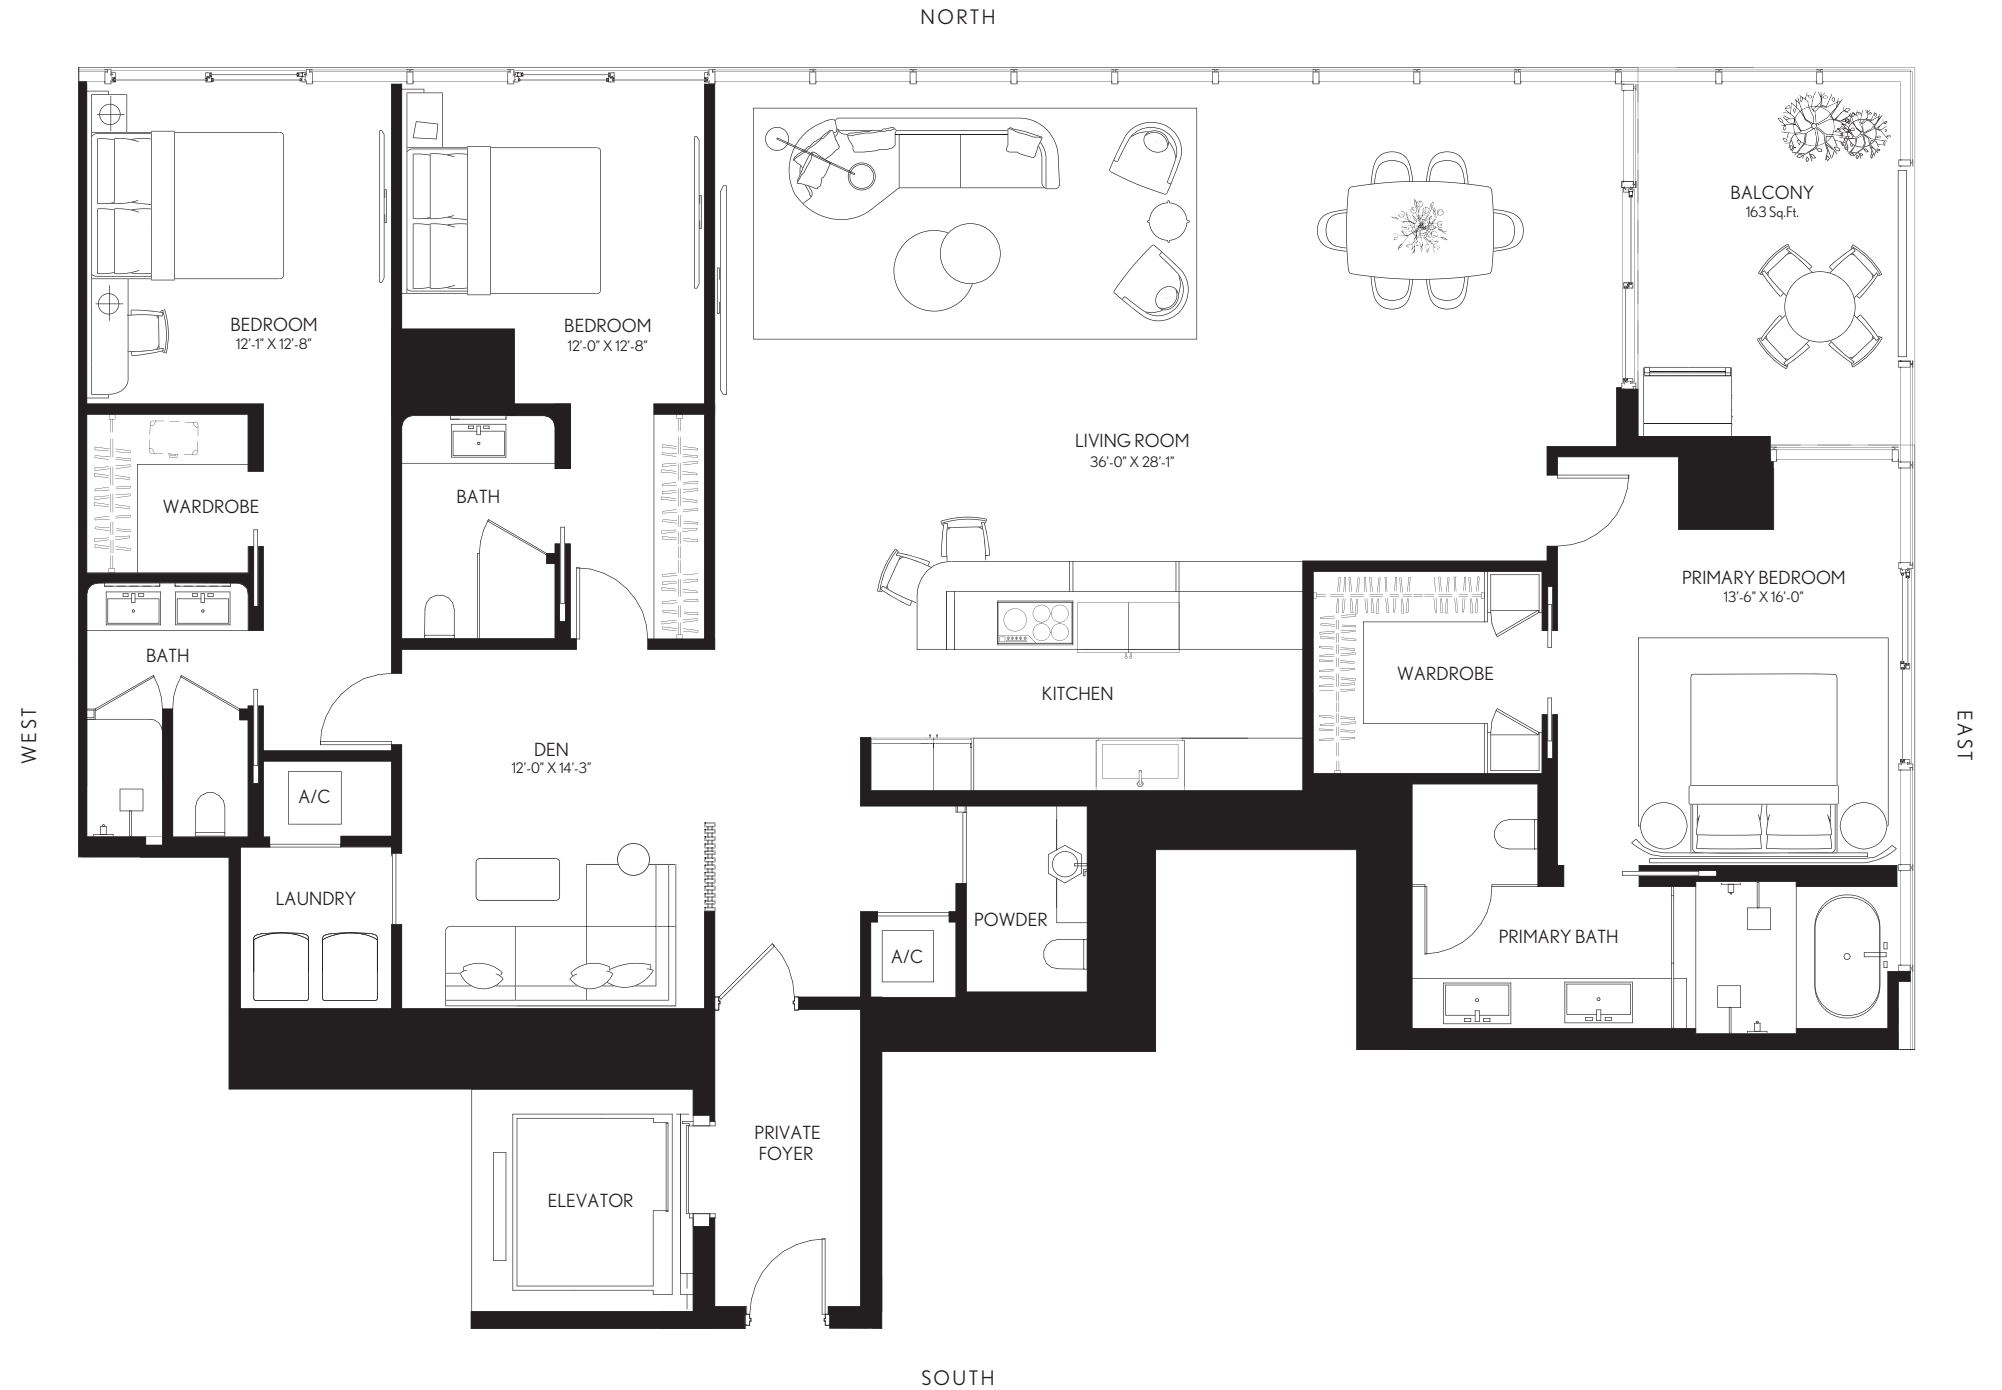 NORTH
BALCONY
163 Sq.Ft.
BEDROOM
12'-1" X 12'-8"
BEDROOM
12'-0" X 12'-8"
LIVING ROOM
36'-0" X 28'-1"
WARDROBE
BATH
PRIMARY BEDROOM
13'-6" X 16'-0"
BATH
WARDROBE
KITCHEN
WEST
EAST
DEN
12'-0" X 14'-3"
A/C
LAUNDRY
POWDER
PRIMARY BATH
A/C
PRIVATE
FOYER
ELEVATOR
SOUTH